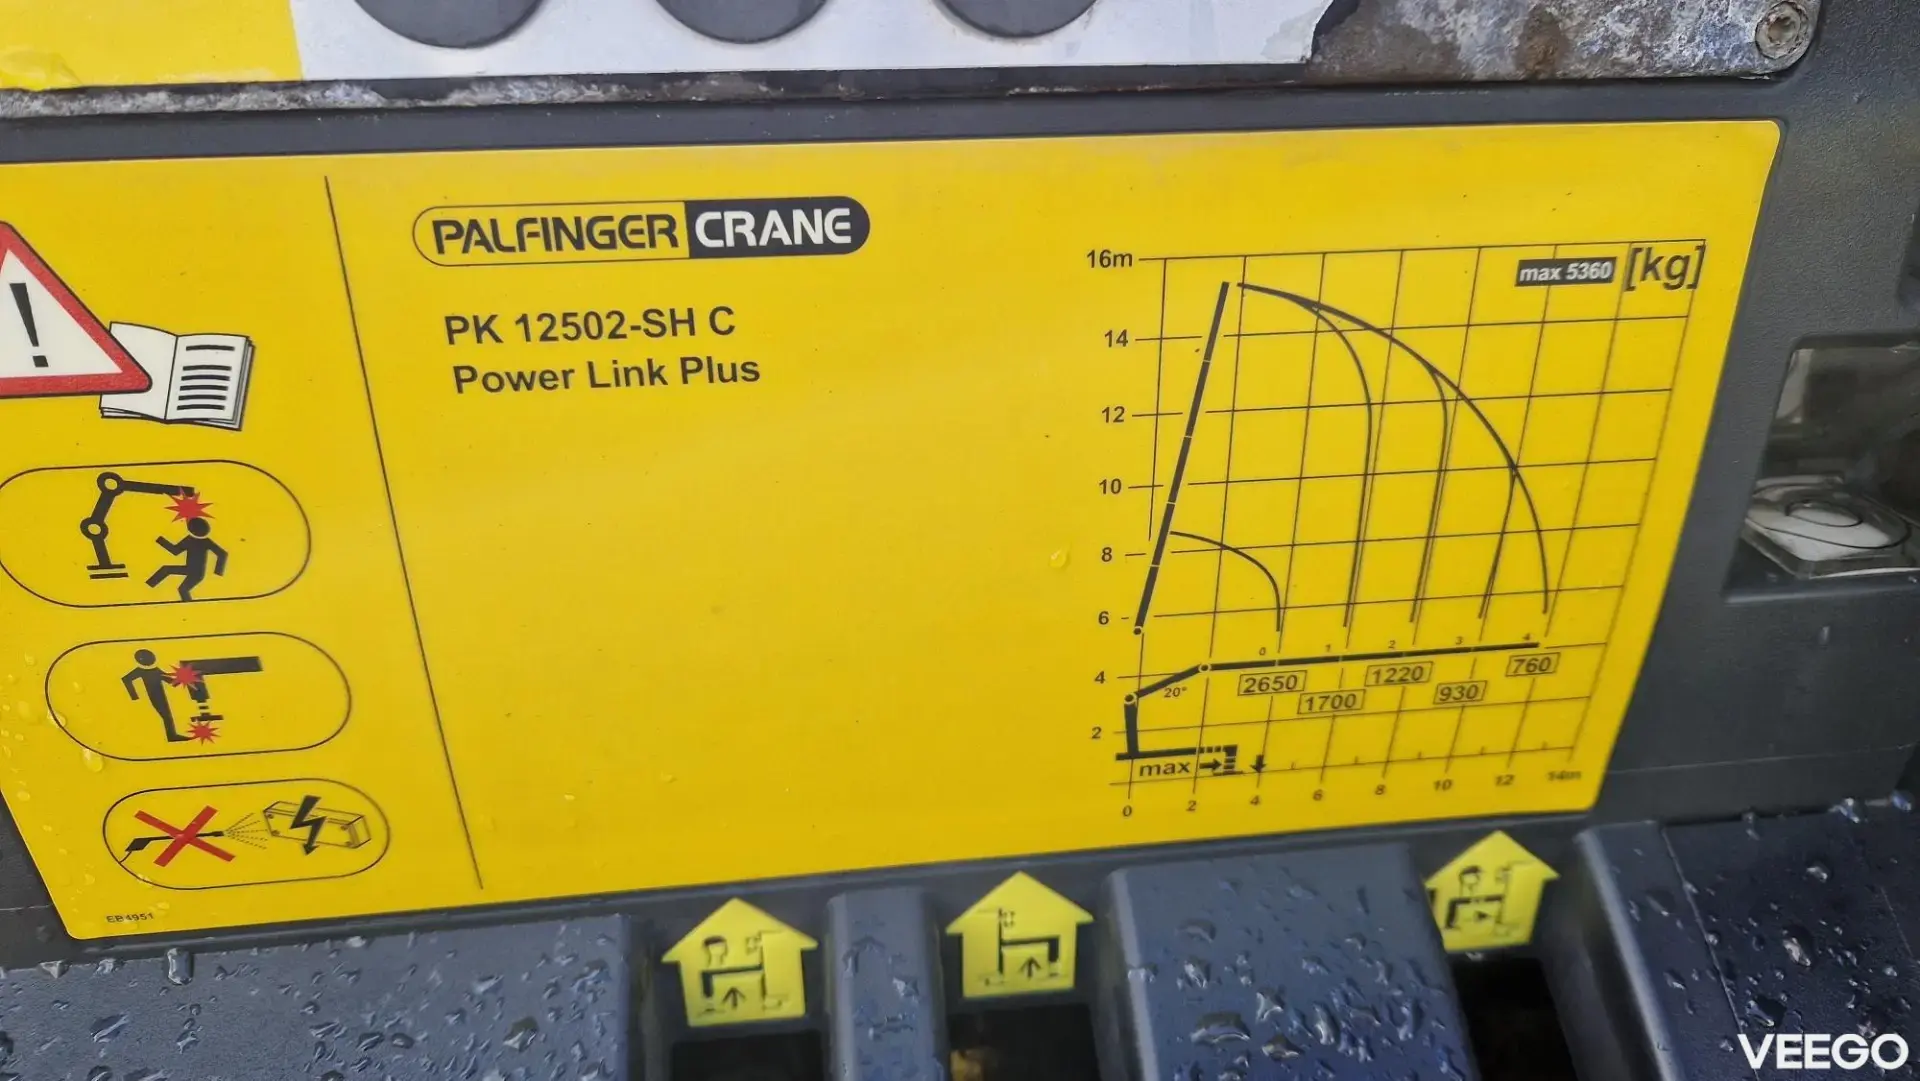 PALFINGER CRANE
PK 12502-SH C
Power Link Plus
max 5360 [kg]
16m
14
12
10
8
6
4
2
0 1 2 3 4
20°
2650 1700 1220 930 760
max
0 2 4 6 8 10 12 14m
EB4951
VEEGO